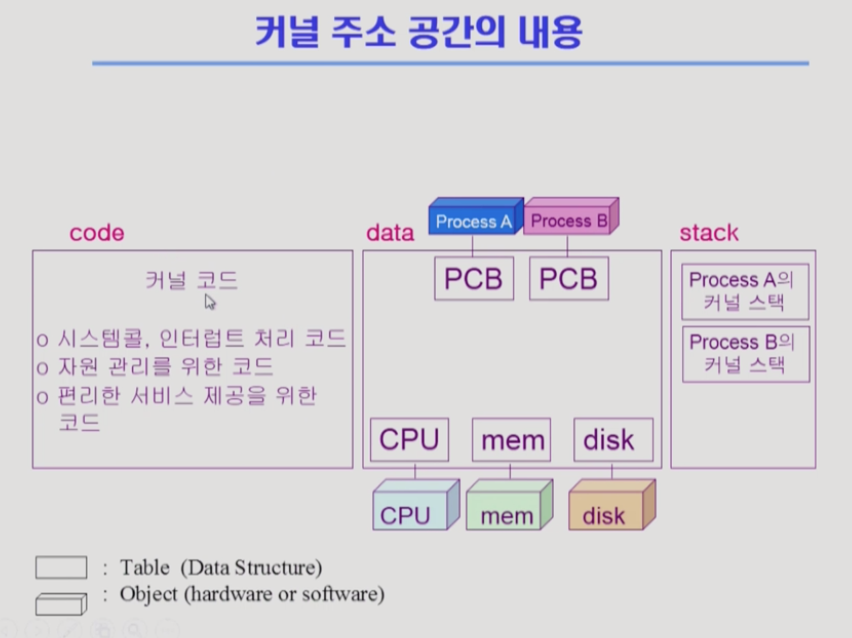 커널 주소 공간의 내용
code
커널 코드
o 시스템콜, 인터럽트 처리 코드
o 자원 관리를 위한 코드
o 편리한 서비스 제공을 위한
코드
data
Process A
Process B
PCB
PCB
CPU
mem
disk
CPU
mem
disk
stack
Process A의
커널 스택
Process B의
커널 스택
: Table (Data Structure)
: Object (hardware or software)